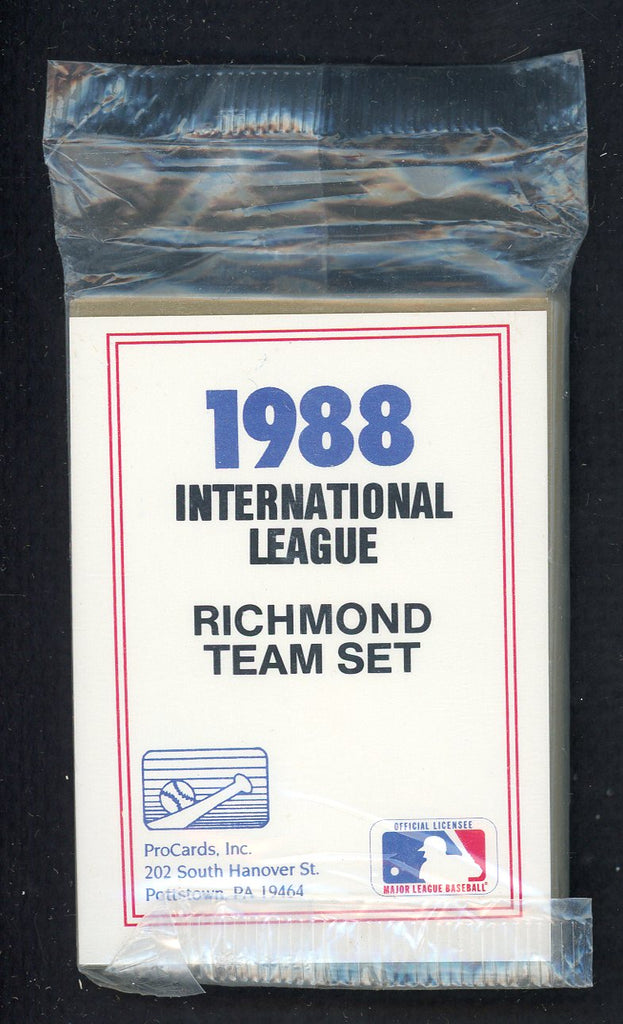 1988
INTERNATIONAL
LEAGUE
RICHMOND
TEAM SET
ProCards, Inc.
202 South Hanover St.
Pottstown, PA 19464
OFFICIAL LICENSEE
MAJOR LEAGUE BASEBALL®